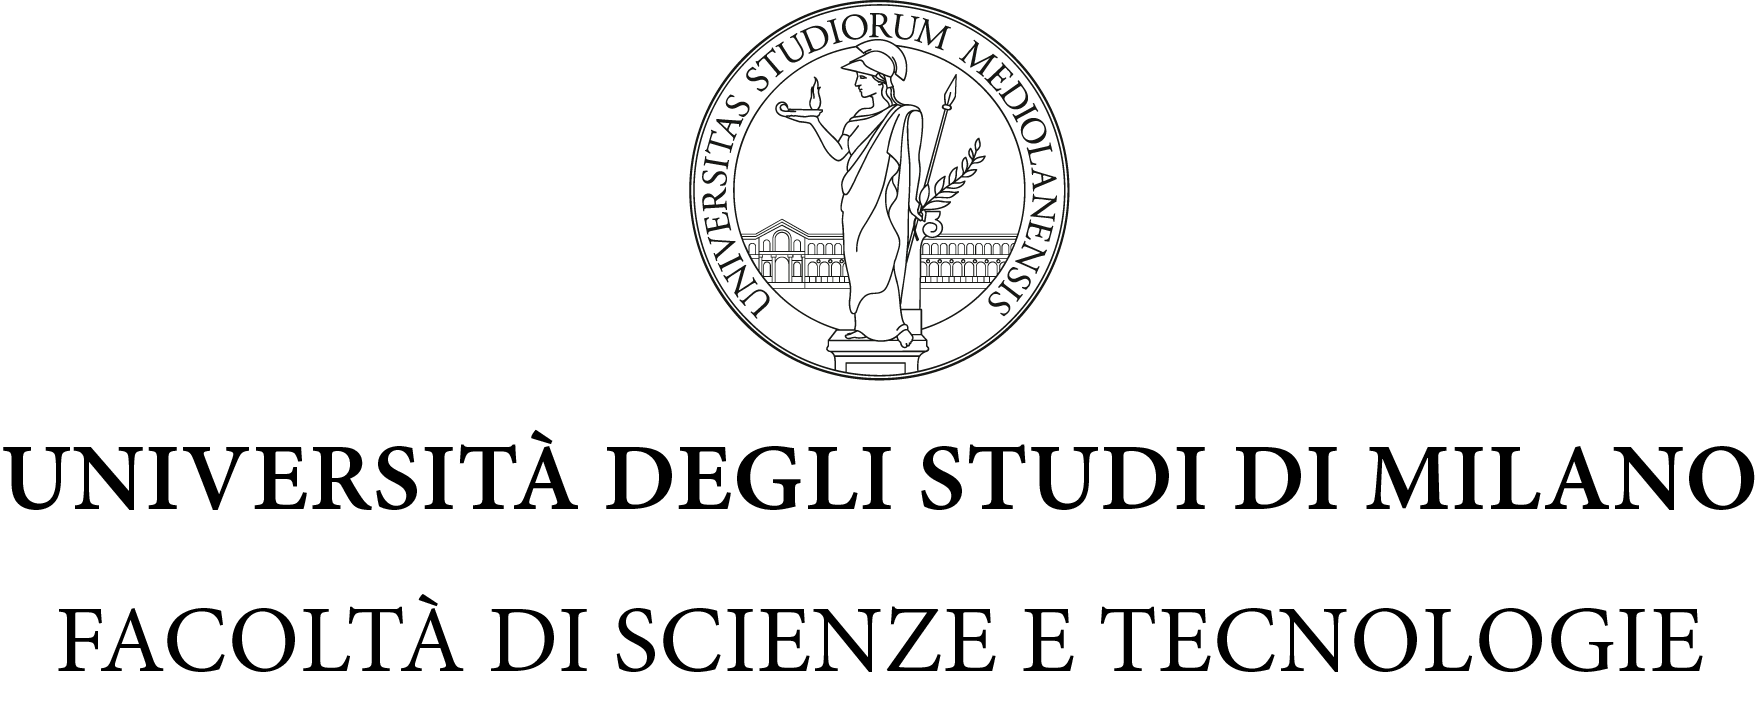 UNIVERSITAS STUDIORUM MEDIOLANENSIS
UNIVERSITÀ DEGLI STUDI DI MILANO
FACOLTÀ DI SCIENZE E TECNOLOGIE